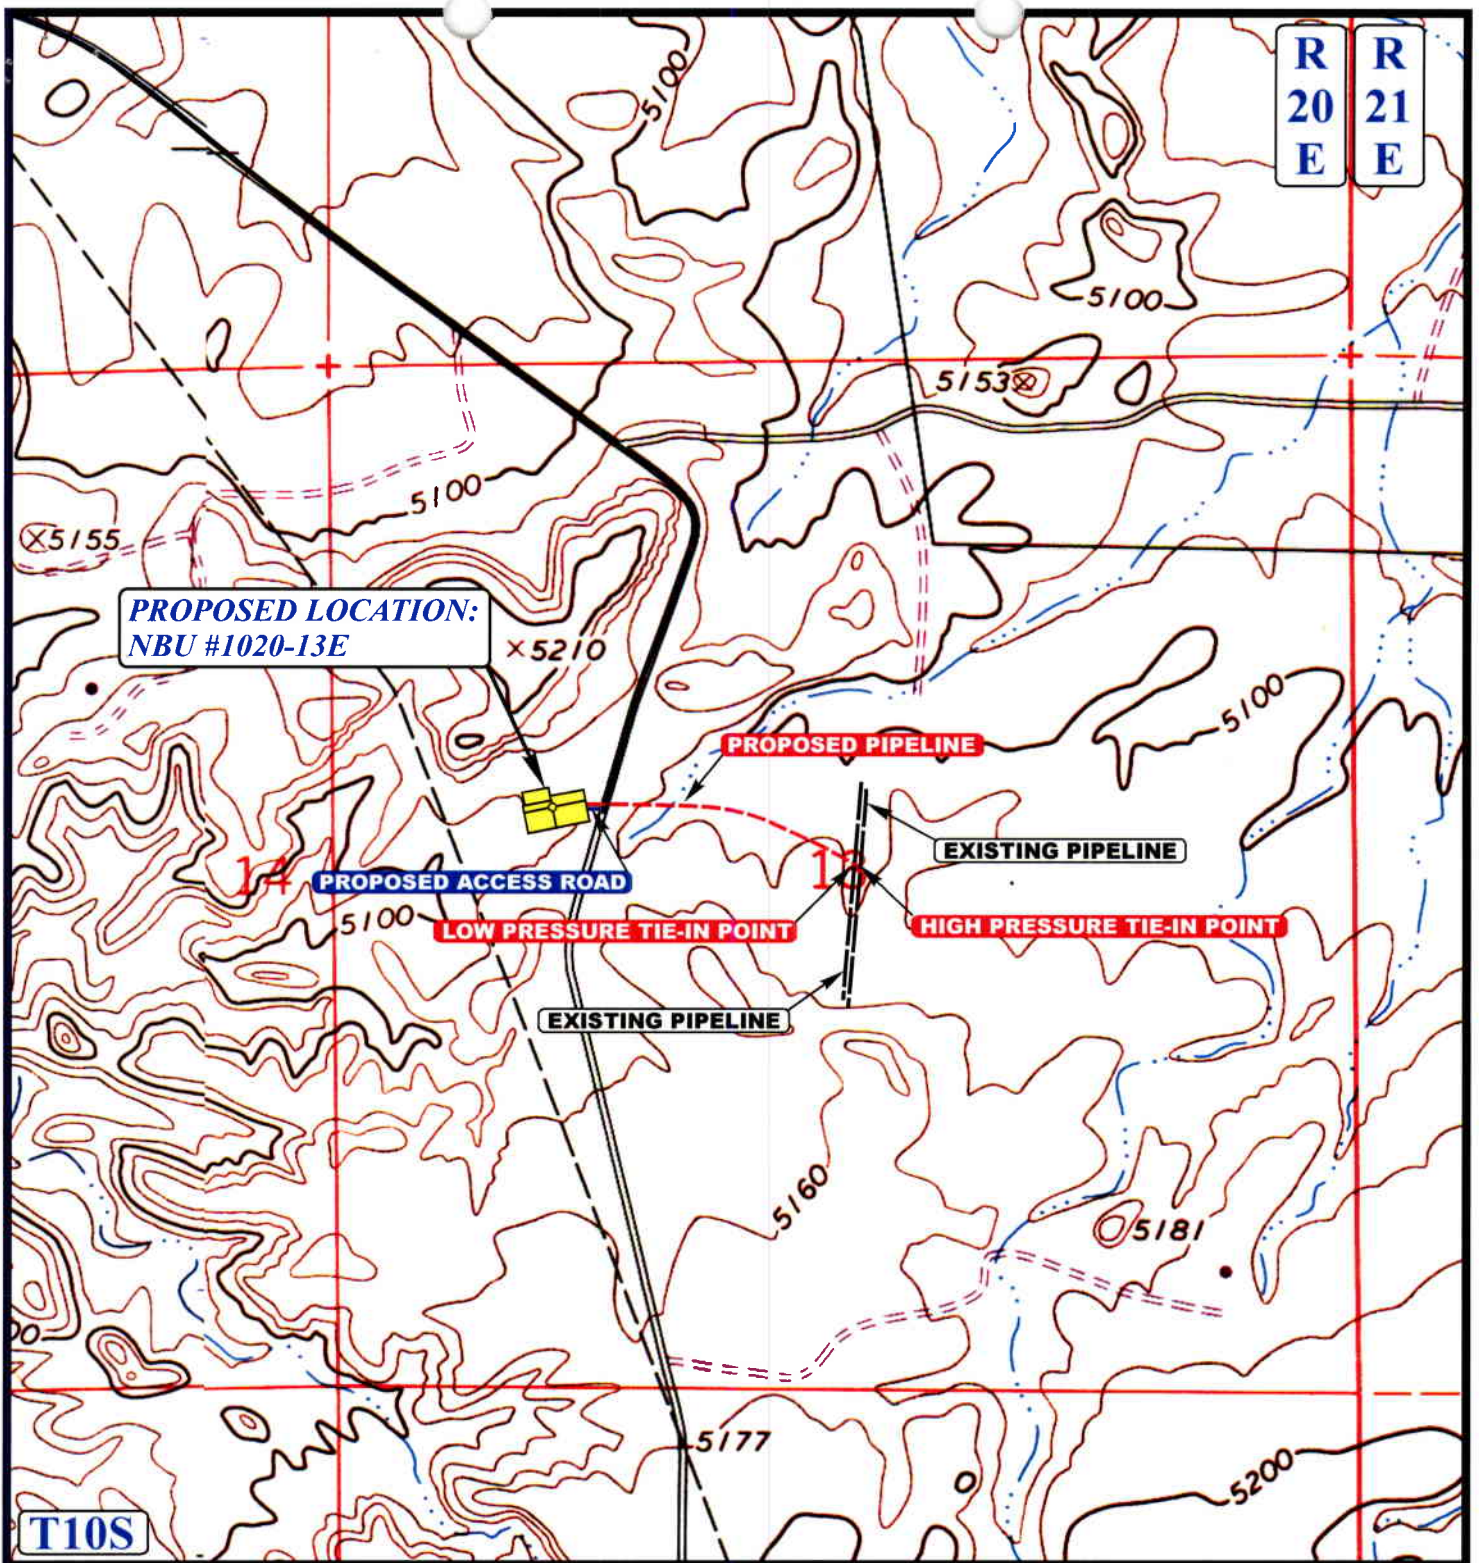 R
20
E
R
21
E
5100
5100
5153
5100
5155
PROPOSED LOCATION:
NBU #1020-13E
5210
5100
PROPOSED PIPELINE
EXISTING PIPELINE
14
PROPOSED ACCESS ROAD
5100
LOW PRESSURE TIE-IN POINT
HIGH PRESSURE TIE-IN POINT
EXISTING PIPELINE
5160
5181
5177
5200
T10S